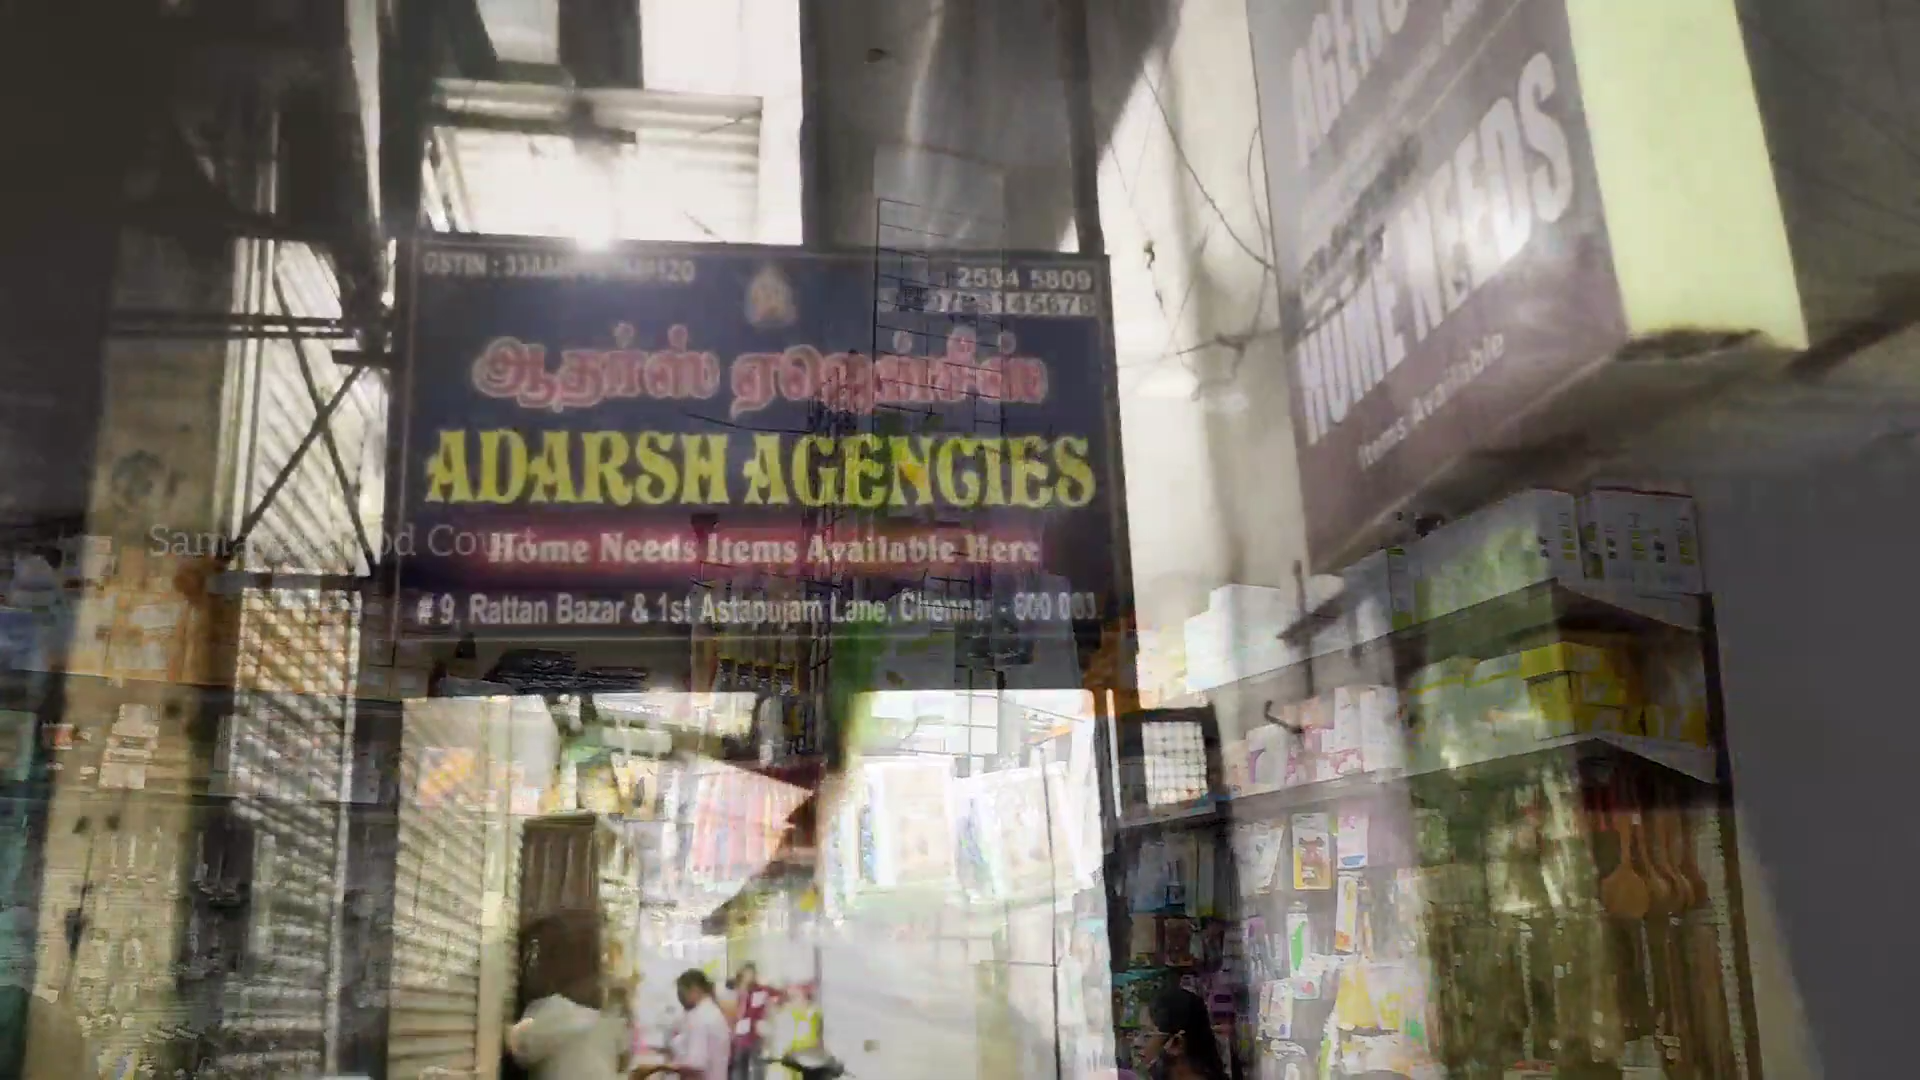 2534 5809
ஆதர்ஸ் ஏஜென்சீஸ்
ADARSH AGENCIES
Home Needs Items Available Here
# 9, Rattan Bazar & 1st Astapujam Lane, Chennai - 600 003.
HOME NEEDS
Items Available